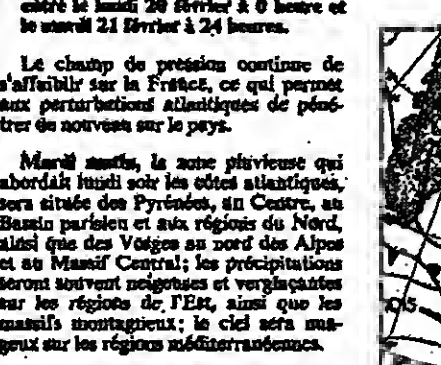 entre le lundi 20 février à 0 heure et
le mardi 21 février à 24 heures.
Le champ de pression continue de
s'affaiblir sur la France, ce qui permet
aux perturbations atlantiques de péné-
trer de nouveau sur le pays.
Mardi matin, la zone pluvieuse qui
abordait lundi soir les côtes atlantiques,
sera située des Pyrénées, au Centre, au
Bassin parisien et aux régions du Nord,
ainsi que des Vosges au nord des Alpes
et au Massif Central; les précipitations
seront souvent neigeuses et verglaçantes
sur les régions de l'Est, ainsi que les
massifs montagneux; le ciel sera nua-
geux sur les régions méditerranéennes.